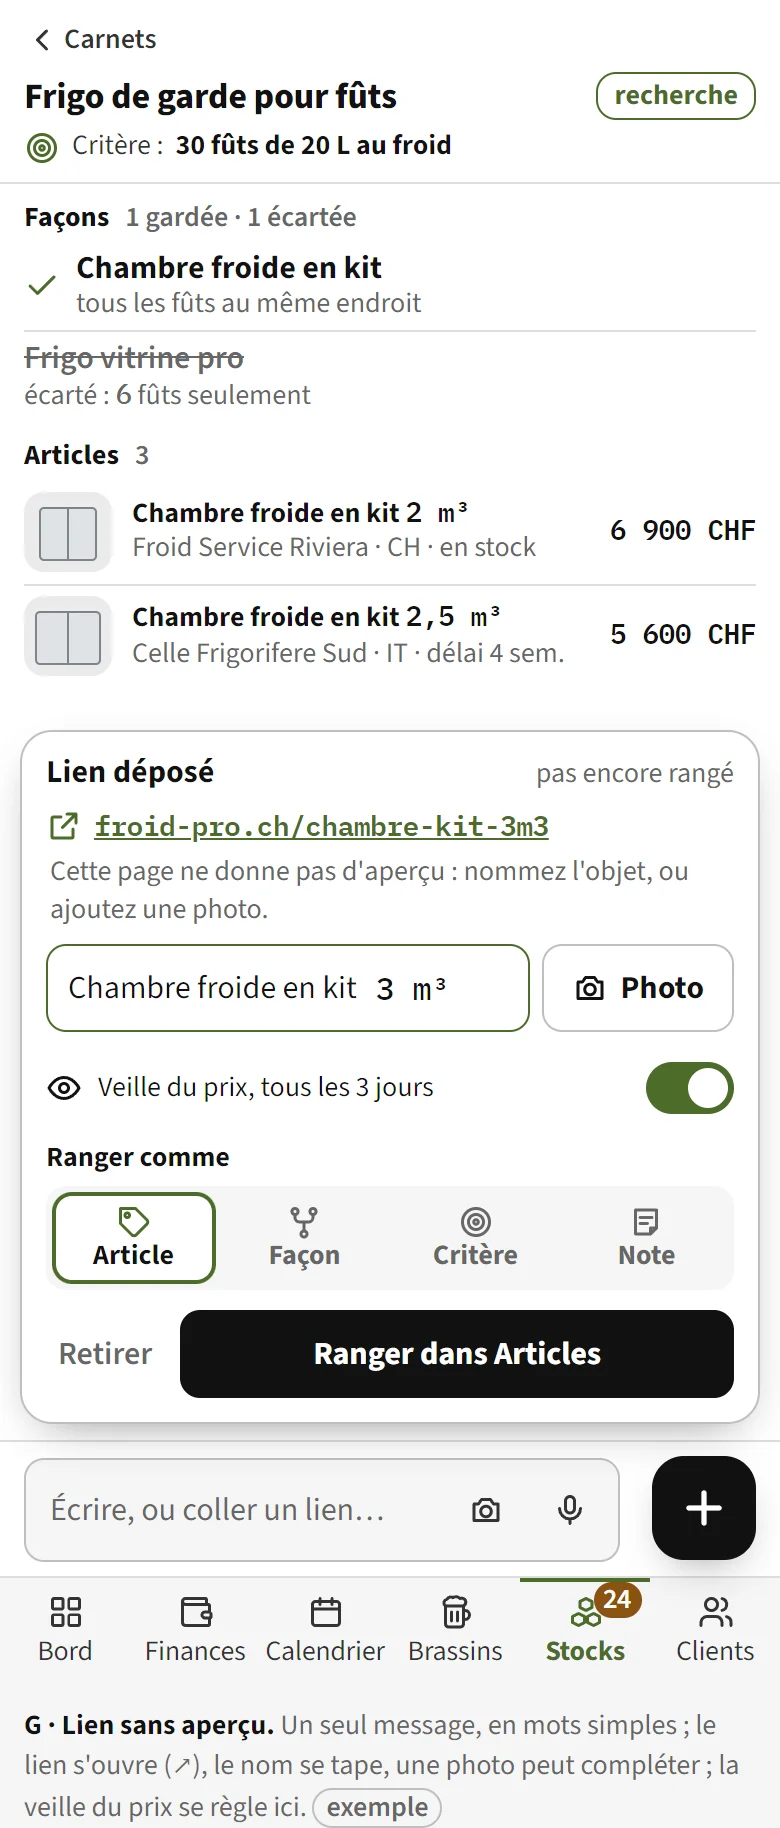 Carnets
Frigo de garde pour fûts
recherche
Critère : 30 fûts de 20 L au froid
Façons 1 gardée · 1 écartée
Chambre froide en kit
tous les fûts au même endroit
Frigo vitrine pro
écarté : 6 fûts seulement
Articles 3
Chambre froide en kit 2 m³
Froid Service Riviera · CH · en stock
6 900 CHF
Chambre froide en kit 2,5 m³
Celle Frigorifere Sud · IT · délai 4 sem.
5 600 CHF
Lien déposé
pas encore rangé
froid-pro.ch/chambre-kit-3m3
Cette page ne donne pas d'aperçu : nommez l'objet, ou
ajoutez une photo.
Chambre froide en kit 3 m³
Photo
Veille du prix, tous les 3 jours
Ranger comme
Article
Façon
Critère
Note
Retirer
Ranger dans Articles
Écrire, ou coller un lien…
24
Bord
Finances
Calendrier
Brassins
Stocks
Clients
G · Lien sans aperçu. Un seul message, en mots simples ; le
lien s'ouvre (↗), le nom se tape, une photo peut compléter ; la
veille du prix se règle ici. exemple